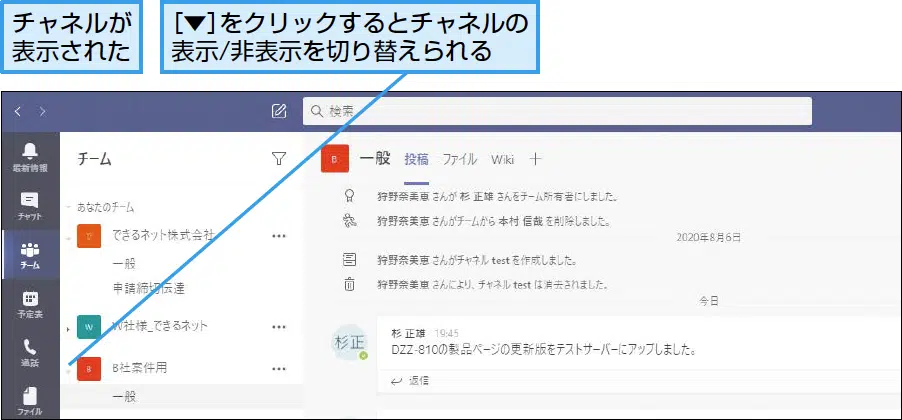 チャネルが
表示された
[▼]をクリックするとチャネルの
表示/非表示を切り替えられる
検索
最新情報
チャット
チーム
予定表
通話
ファイル
チーム
あなたのチーム
で
できるネット株式会社
一般
申請締切伝達
W
W社様_できるネット
B
B社案件用
一般
B
一般 投稿 ファイル Wiki
狩野奈美恵 さんが 杉 正雄 さんをチーム所有者にしました。
狩野奈美恵 さんがチームから 本村 信哉 を削除しました。
2020年8月6日
狩野奈美恵 さんがチャネル test を作成しました。
狩野奈美恵 さんにより、チャネル test は消去されました。
今日
杉正
杉 正雄 19:45
DZZ-810の製品ページの更新版をテストサーバーにアップしました。
返信